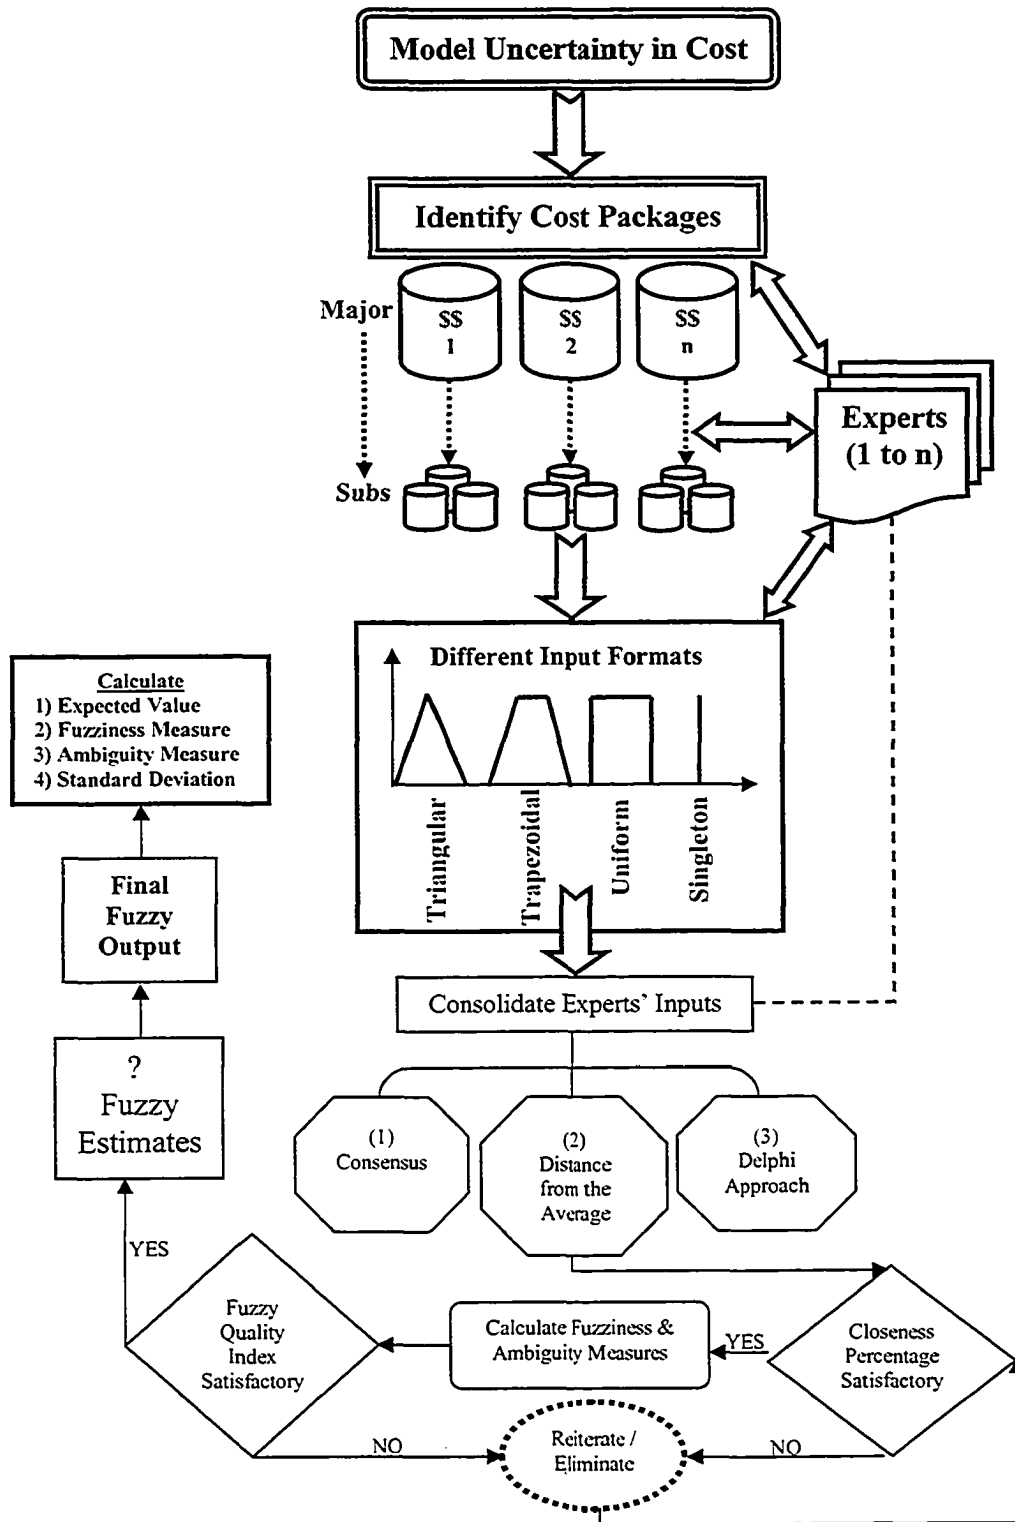 Model Uncertainty in Cost
Identify Cost Packages
Major
$$
1
$$
2
$$
n
Experts
(1 to n)
Subs
Different Input Formats
Triangular
Trapezoidal
Uniform
Singleton
Calculate
1) Expected Value
2) Fuzziness Measure
3) Ambiguity Measure
4) Standard Deviation
Final
Fuzzy
Output
Consolidate Experts' Inputs
?
Fuzzy
Estimates
(1)
Consensus
(2)
Distance
from the
Average
(3)
Delphi
Approach
YES
Fuzzy
Quality
Index
Satisfactory
Calculate Fuzziness &
Ambiguity Measures
YES
Closeness
Percentage
Satisfactory
NO
Reiterate /
Eliminate
NO